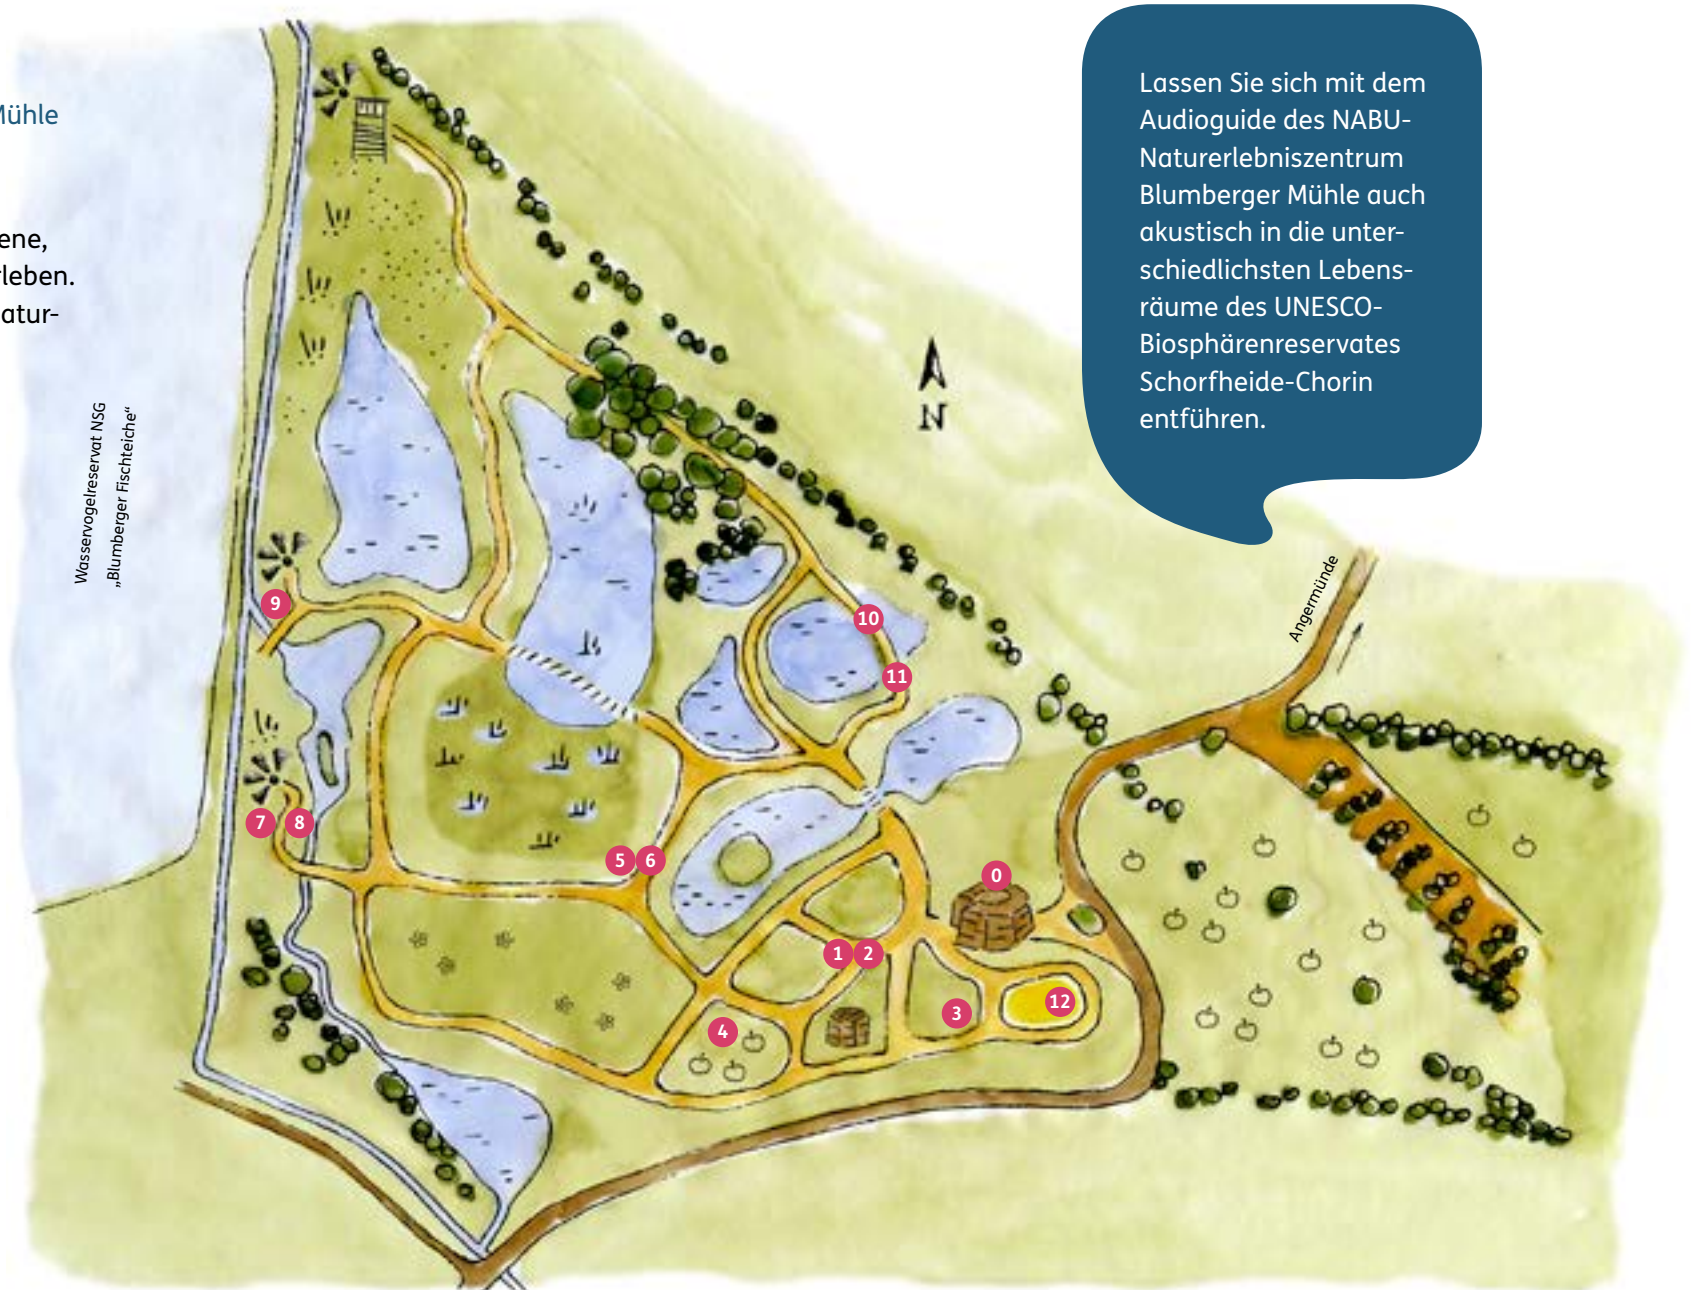 Mühle
ene,
rleben.
atur-
Wasservogelreservat NSG
„Blumberger Fischteiche“
Lassen Sie sich mit dem
Audioguide des NABU-
Naturerlebniszentrum
Blumberger Mühle auch
akustisch in die unter-
schiedlichsten Lebens-
räume des UNESCO-
Biosphärenreservates
Schorfheide-Chorin
entführen.
N
Angermünde
9
10
11
7
8
5
6
0
1
2
3
12
4